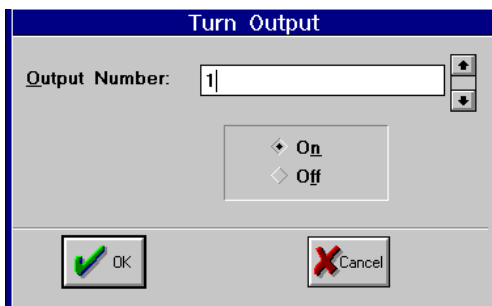 Turn Output
Output Number: 1
On
Off
OK Cancel